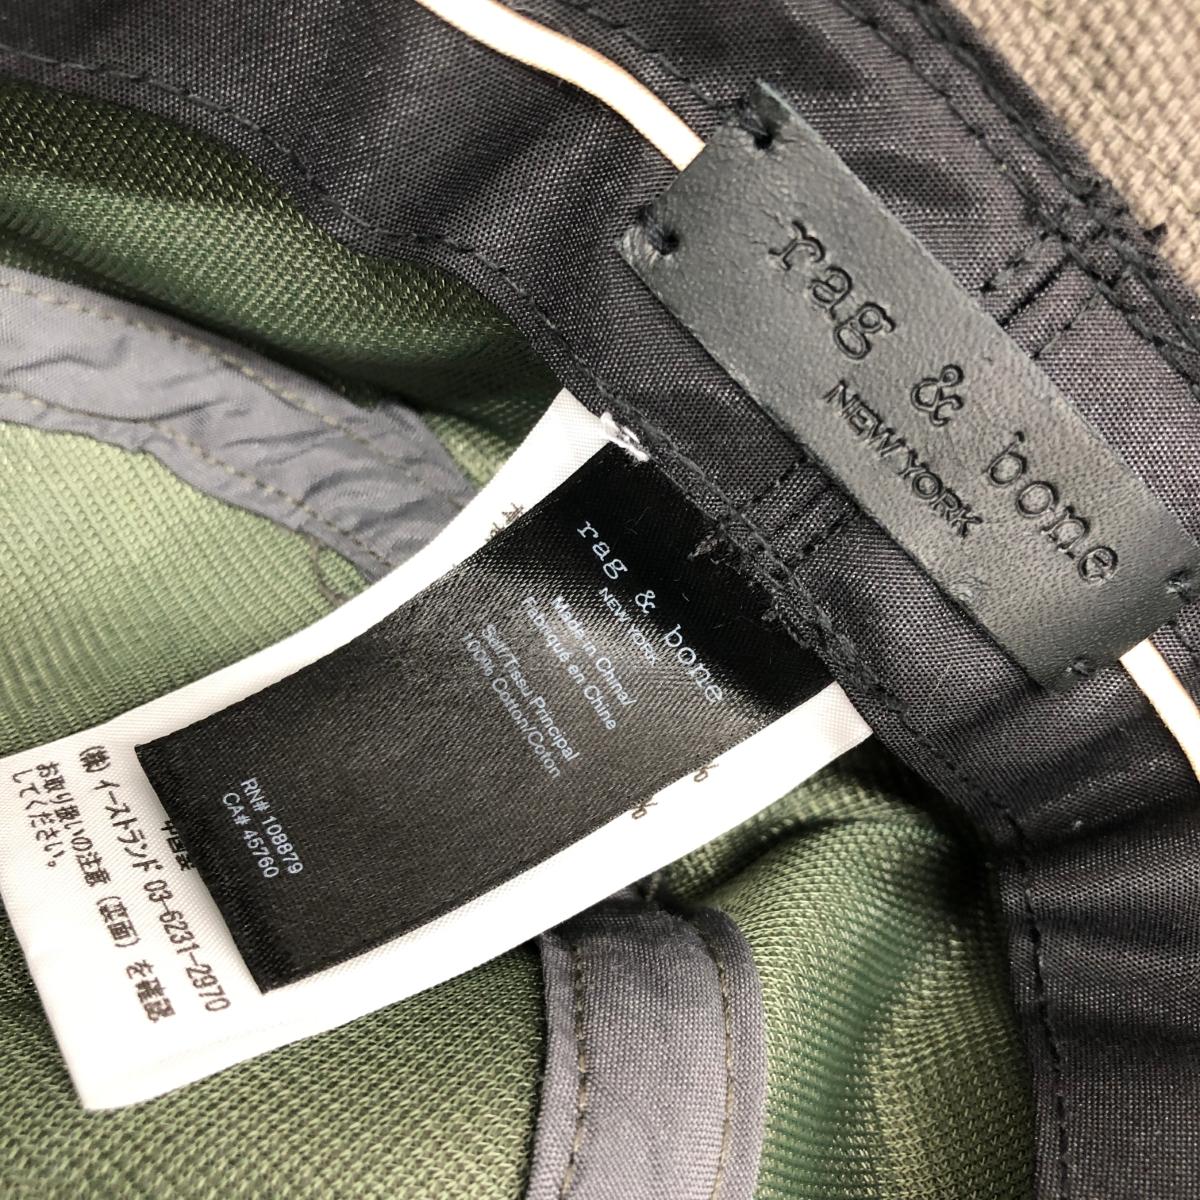 rag & bone
NEW YORK
rag & bone
NEW YORK
Made in China/
Fabriqué en Chine
Self/Tissu Principal
100% Cotton/Coton
RN# 108879
CA# 45760
%
%
(株)イーストランド 03-6231-2970
お取り扱いの注意(裏面)を確認
してください。